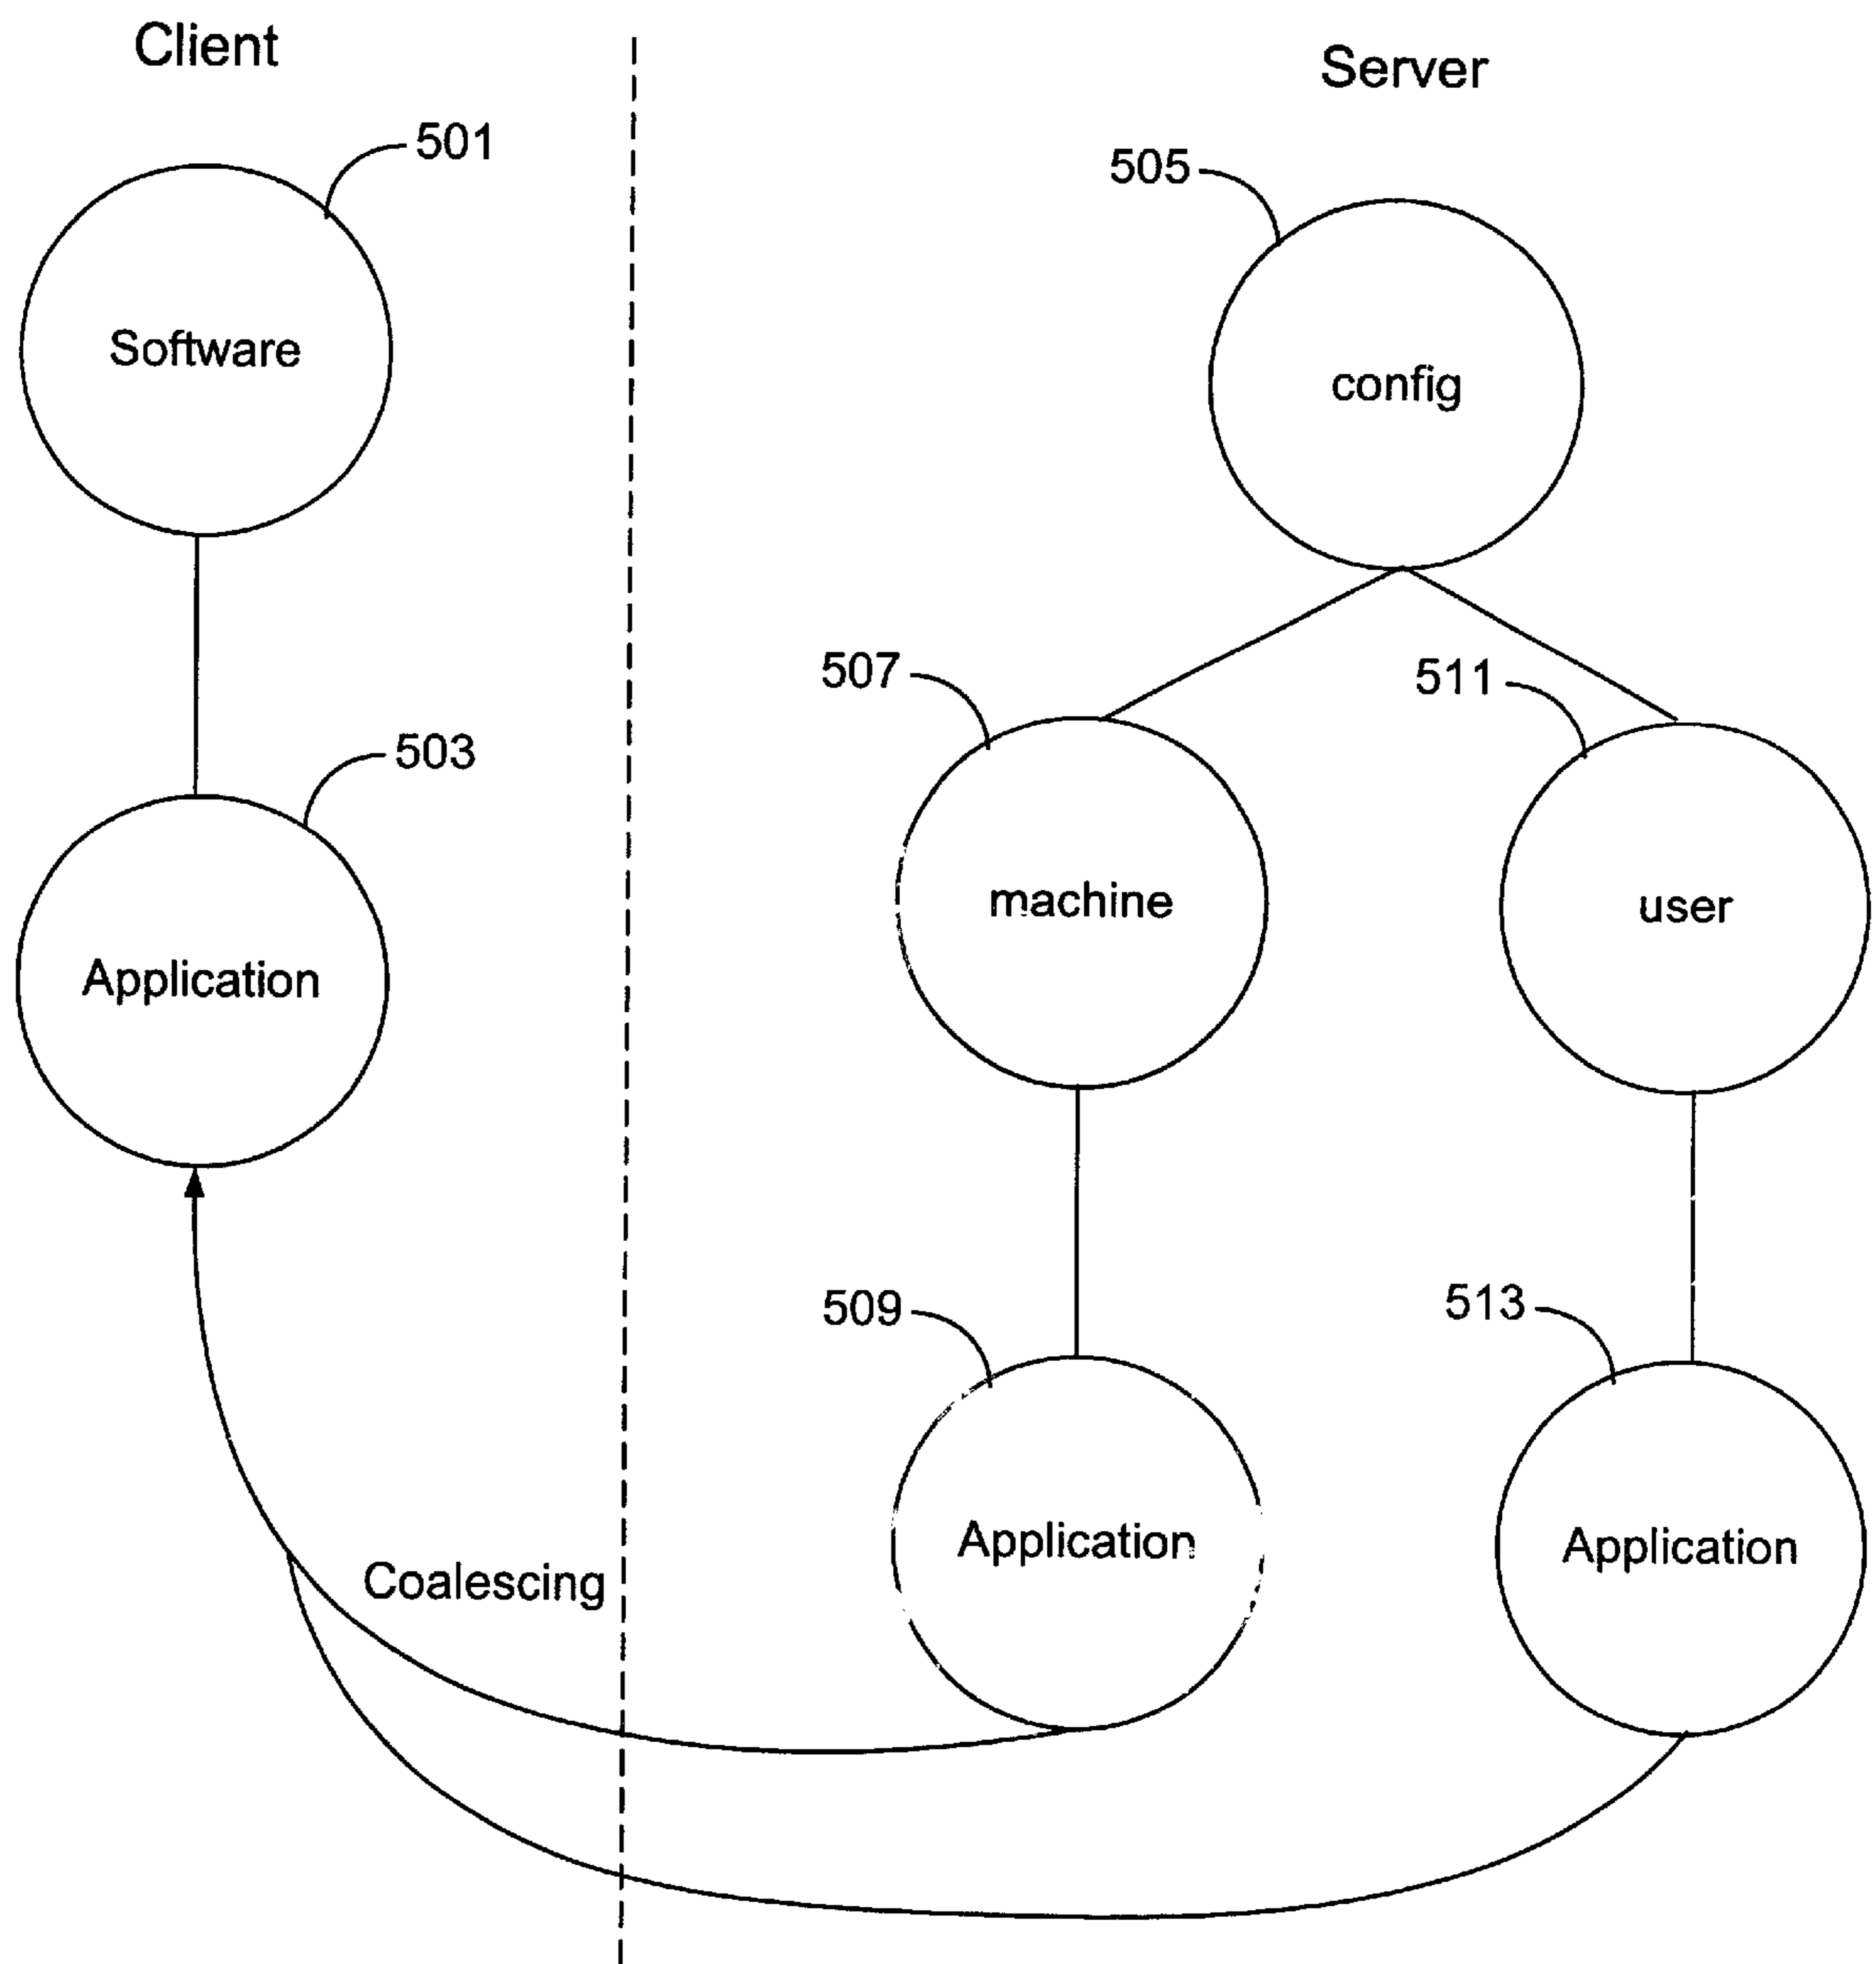 Client
Server
501
505
Software
config
507
511
503
machine
user
Application
509
513
Application
Application
Coalescing